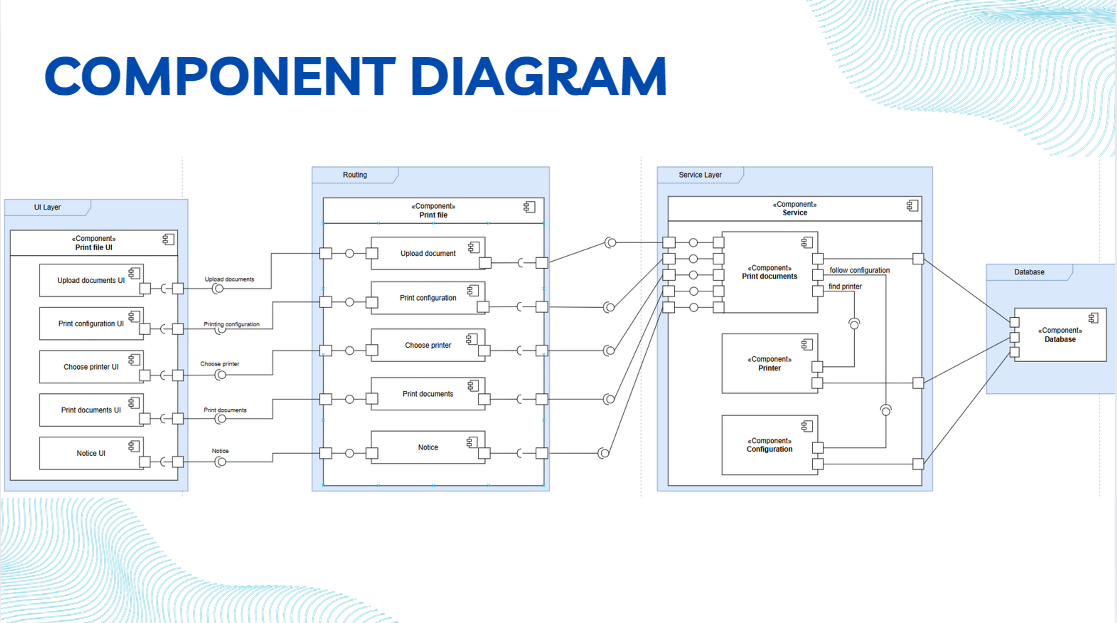 COMPONENT DIAGRAM
UI Layer
«Component»
Print file UI
Upload documents UI
Print configuration UI
Choose printer UI
Print documents UI
Notice UI
Upload documents
Printing configuration
Choose printer
Print documents
Notice
Routing
«Component»
Print file
Upload document
Print configuration
Choose printer
Print documents
Notice
Service Layer
«Component»
Service
«Component»
Print documents
follow configuration
find printer
«Component»
Printer
«Component»
Configuration
Database
«Component»
Database